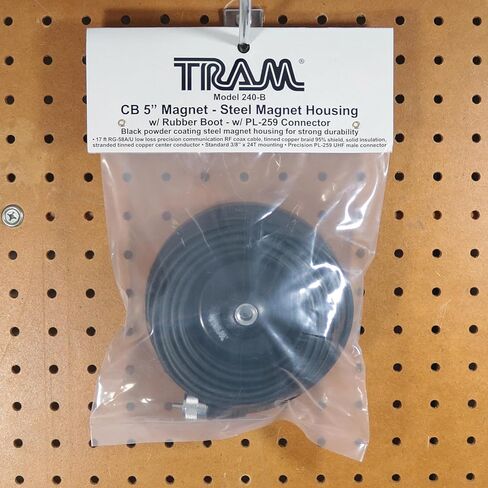 TRAM®
Model 240-B
CB 5" Magnet - Steel Magnet Housing
w/ Rubber Boot - w/ PL-259 Connector
Black powder coating steel magnet housing for strong durability
• 17 ft RG-58A/U low loss precision communication RF coax cable, tinned copper braid 95% shield, solid insulation,
stranded tinned copper center conductor • Standard 3/8" x 24T mounting • Precision PL-259 UHF male connector
TRAM